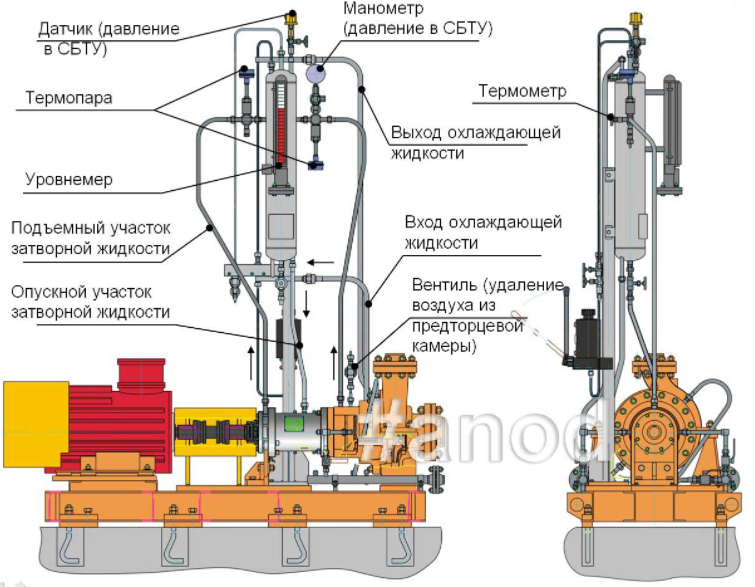 Датчик (давление
в СБТУ)
Манометр
(давление в СБТУ)
Термопара
Термометр
Выход охлаждающей
жидкости
Уровнемер
Подъемный участок
затворной жидкости
Вход охлаждающей
жидкости
Опускной участок
затворной жидкости
Вентиль (удаление
воздуха из
предторцевой
камеры)
#anod